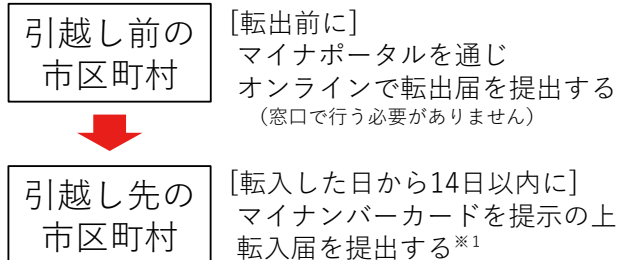 引越し前の
市区町村
[転出前に]
マイナポータルを通じ
オンラインで転出届を提出する
（窓口で行う必要がありません）
引越し先の
市区町村
[転入した日から14日以内に]
マイナンバーカードを提示の上
転入届を提出する※1